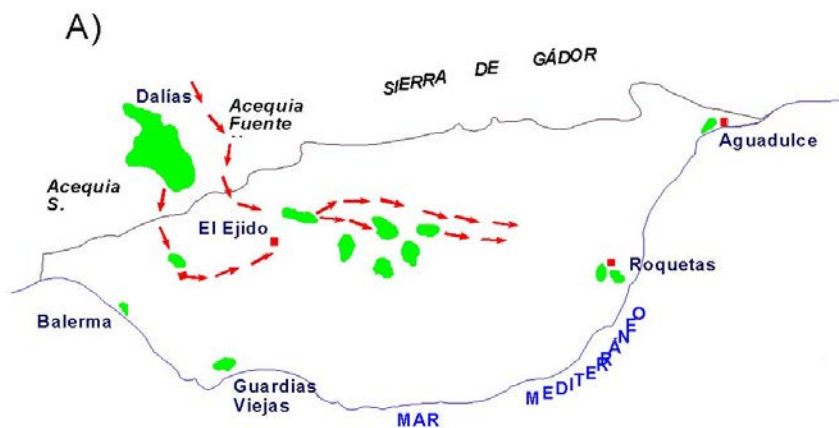 A)
SIERRA DE GÁDOR
Dalías
Acequia
Fuente
Aguadulce
Acequia
S.
El Ejido
Roquetas
Balerma
Guardias
Viejas
MAR MEDITERRÁNEO